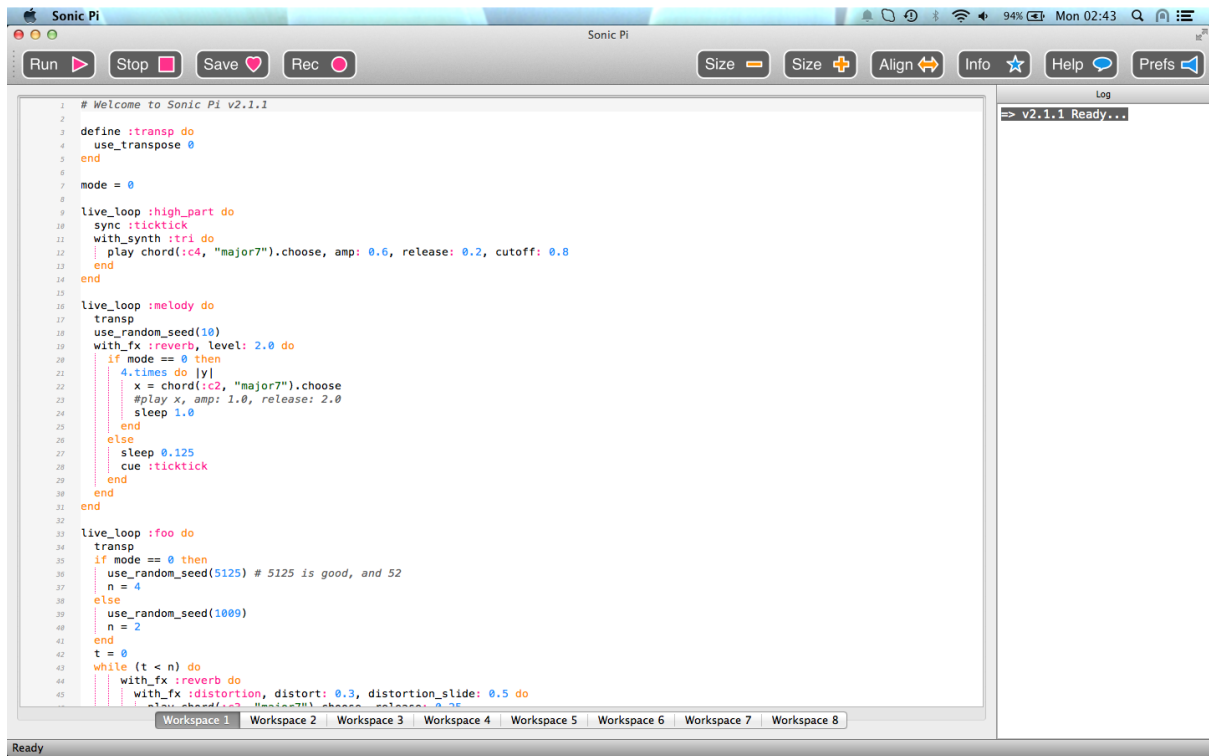 Sonic Pi 94% Mon 02:43
Sonic Pi
Run Stop Save Rec Size Size Align Info Help Prefs
1 # Welcome to Sonic Pi v2.1.1
2
3 define :transp do
4 use_transpose 0
5 end
6
7 mode = 0
8
9 live_loop :high_part do
10 sync :ticktick
11 with_synth :tri do
12 play chord(:c4, "major7").choose, amp: 0.6, release: 0.2, cutoff: 0.8
13 end
14 end
15
16 live_loop :melody do
17 transp
18 use_random_seed(10)
19 with_fx :reverb, level: 2.0 do
20 if mode == 0 then
21 4.times do |y|
22 x = chord(:c2, "major7").choose
23 #play x, amp: 1.0, release: 2.0
24 sleep 1.0
25 end
26 else
27 sleep 0.125
28 cue :ticktick
29 end
30 end
31 end
32
33 live_loop :foo do
34 transp
35 if mode == 0 then
36 use_random_seed(5125) # 5125 is good, and 52
37 n = 4
38 else
39 use_random_seed(1009)
40 n = 2
41 end
42 t = 0
43 while (t < n) do
44 with_fx :reverb do
45 with_fx :distortion, distort: 0.3, distortion_slide: 0.5 do
Log
=> v2.1.1 Ready...
Workspace 1 Workspace 2 Workspace 3 Workspace 4 Workspace 5 Workspace 6 Workspace 7 Workspace 8
Ready